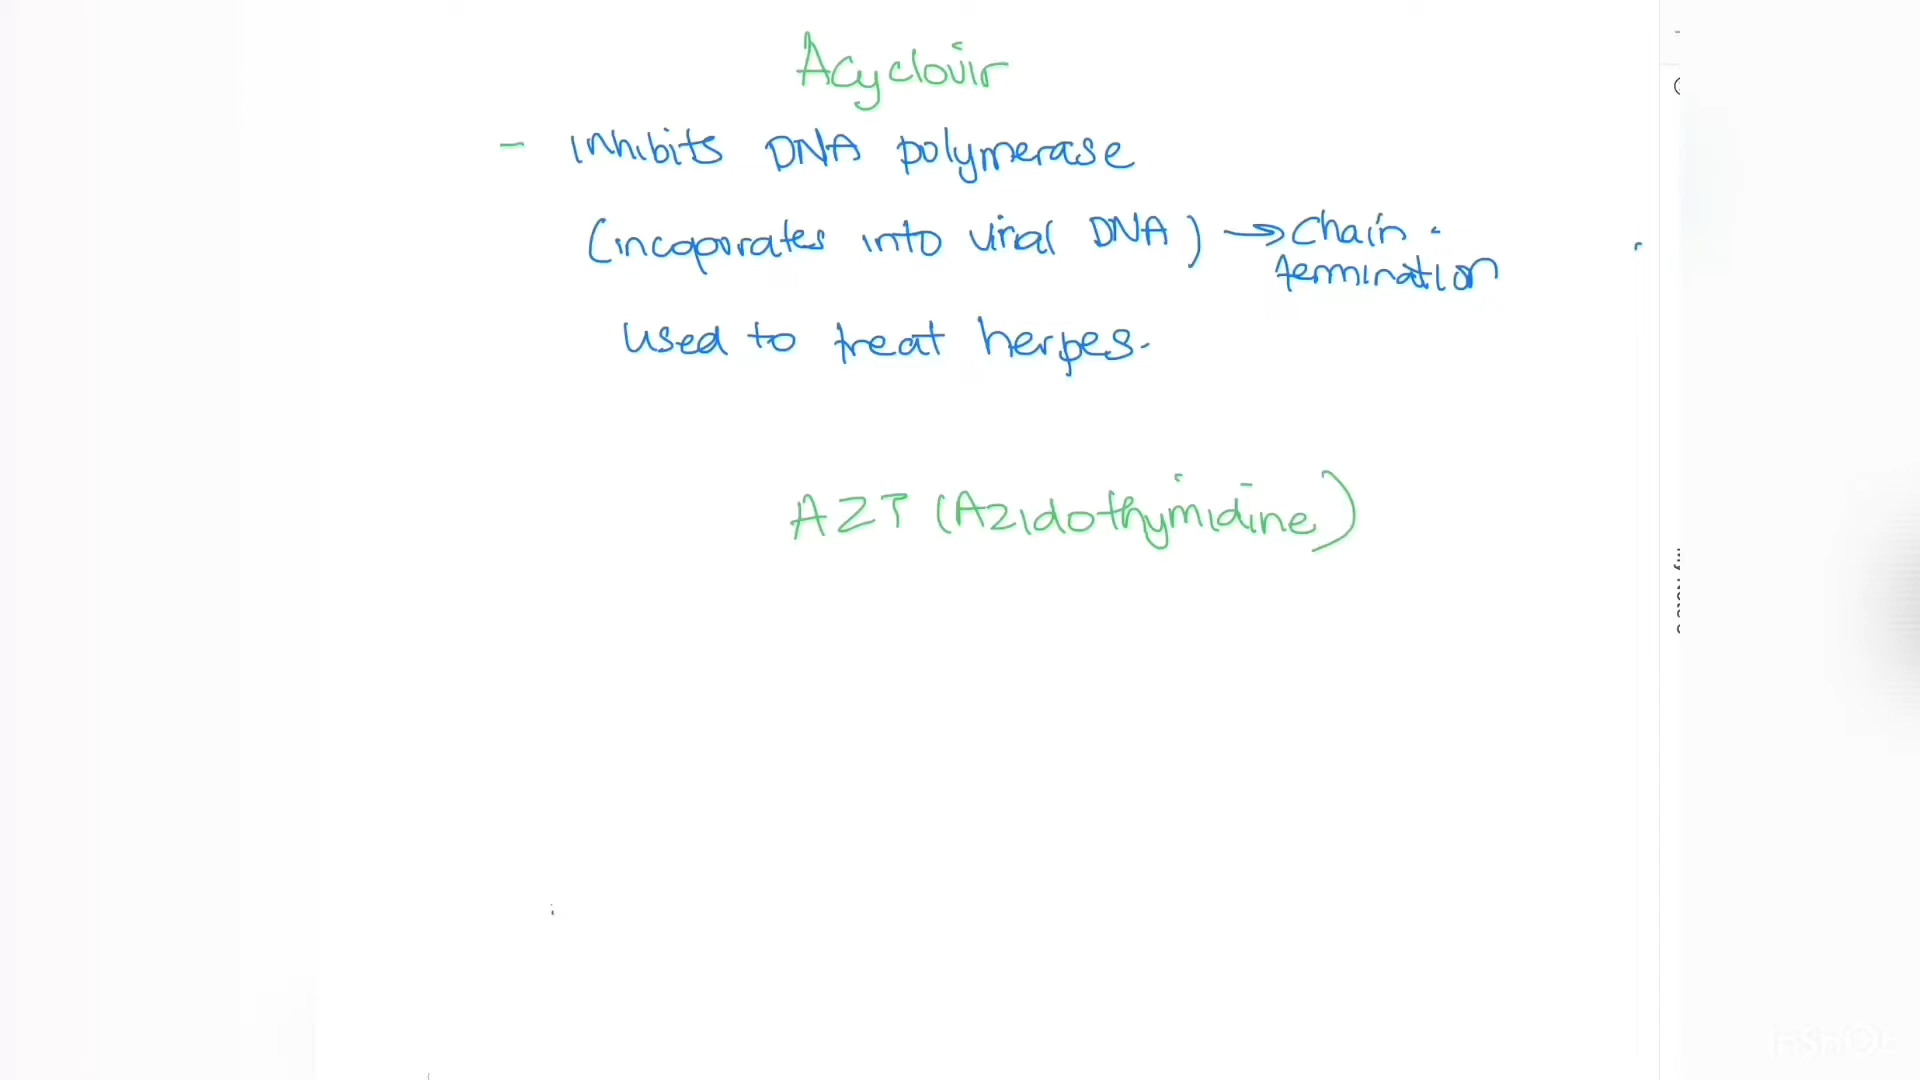 Acyclovir
- Inhibits DNA polymerase
(incoporates into viral DNA) → Chain
termination
used to treat herpes.
AZT (Azidothymidine)